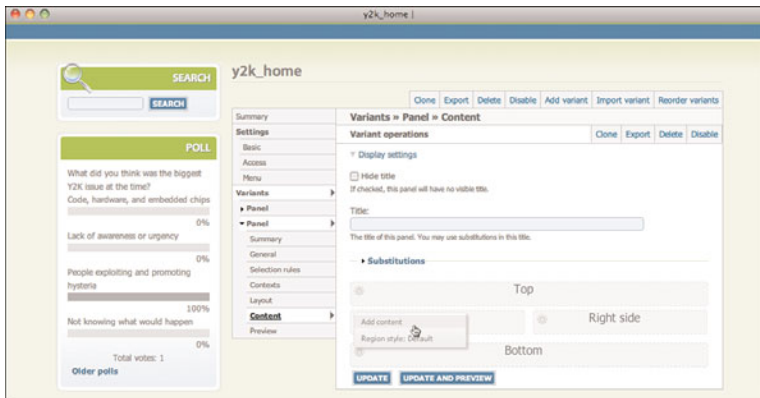 y2k_home |
SEARCH
SEARCH
POLL
What did you think was the biggest
Y2K issue at the time?
Code, hardware, and embedded chips
0%
Lack of awareness or urgency
0%
People exploiting and promoting
hysteria
100%
Not knowing what would happen
0%
Total votes: 1
Older polls
y2k_home
Clone Export Delete Disable Add variant Import variant Reorder variants
Summary
Settings
Basic
Access
Menu
Variants
Panel
Panel
Summary
General
Selection rules
Contexts
Layout
Content
Preview
Variants » Panel » Content
Variant operations
Clone Export Delete Disable
Display settings
Hide title
If checked, this panel will have no visible title.
Title:
The title of this panel. You may use substitutions in this title.
Substitutions
Top
Add content
Region style: Default
Right side
Bottom
UPDATE UPDATE AND PREVIEW